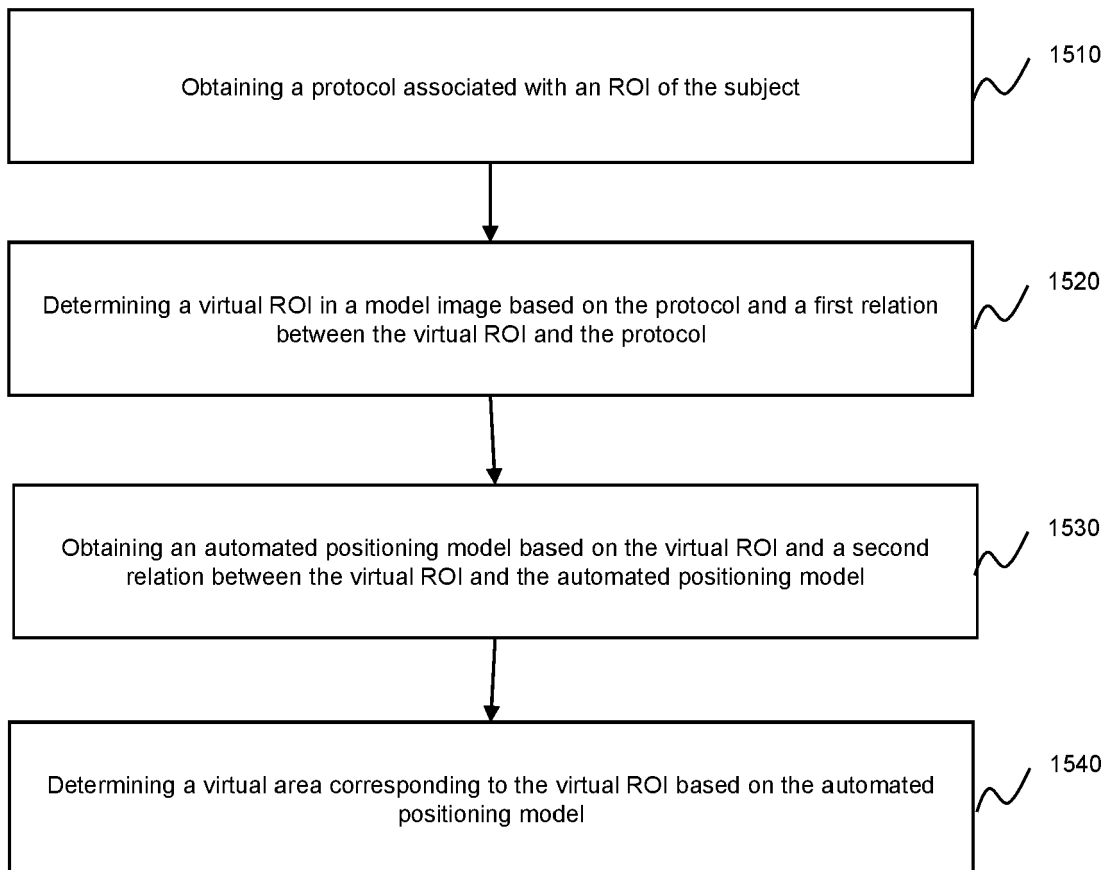 1510
Obtaining a protocol associated with an ROI of the subject
1520
Determining a virtual ROI in a model image based on the protocol and a first relation
between the virtual ROI and the protocol
1530
Obtaining an automated positioning model based on the virtual ROI and a second
relation between the virtual ROI and the automated positioning model
1540
Determining a virtual area corresponding to the virtual ROI based on the automated
positioning model